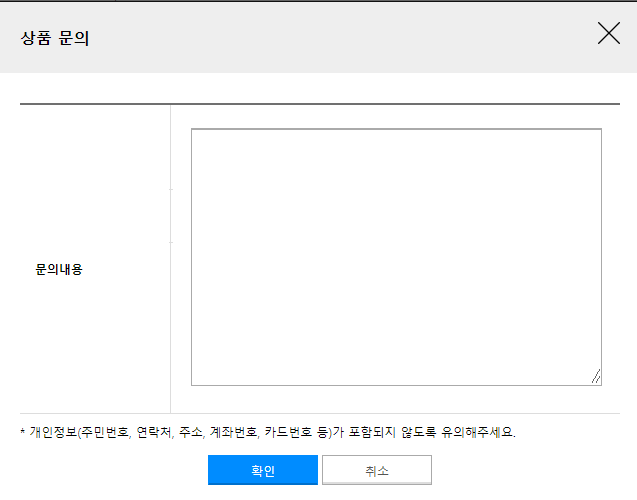 상품 문의
문의내용
* 개인정보(주민번호, 연락처, 주소, 계좌번호, 카드번호 등)가 포함되지 않도록 유의해주세요.
확인
취소